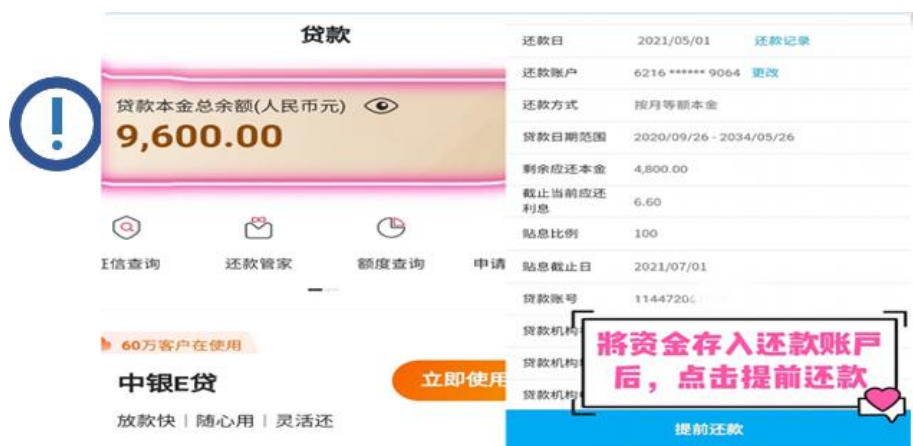 贷款
贷款本金总余额(人民币元)
9,600.00
征信查询
还款管家
额度查询
申请
60万客户在使用
中银E贷
立即使用
放款快 | 随心用 | 灵活还
还款日 2021/05/01 还款记录
还款账户 6216 ****** 9064 更改
还款方式 按月等额本金
贷款日期范围 2020/09/26 - 2034/05/26
剩余应还本金 4,800.00
截止当前应还
利息 6.60
贴息比例 100
贴息截止日 2021/07/01
贷款账号 11447206
贷款机构
贷款机构
贷款机构
將资金存入还款账戸
后，点击提前还款
提前还款